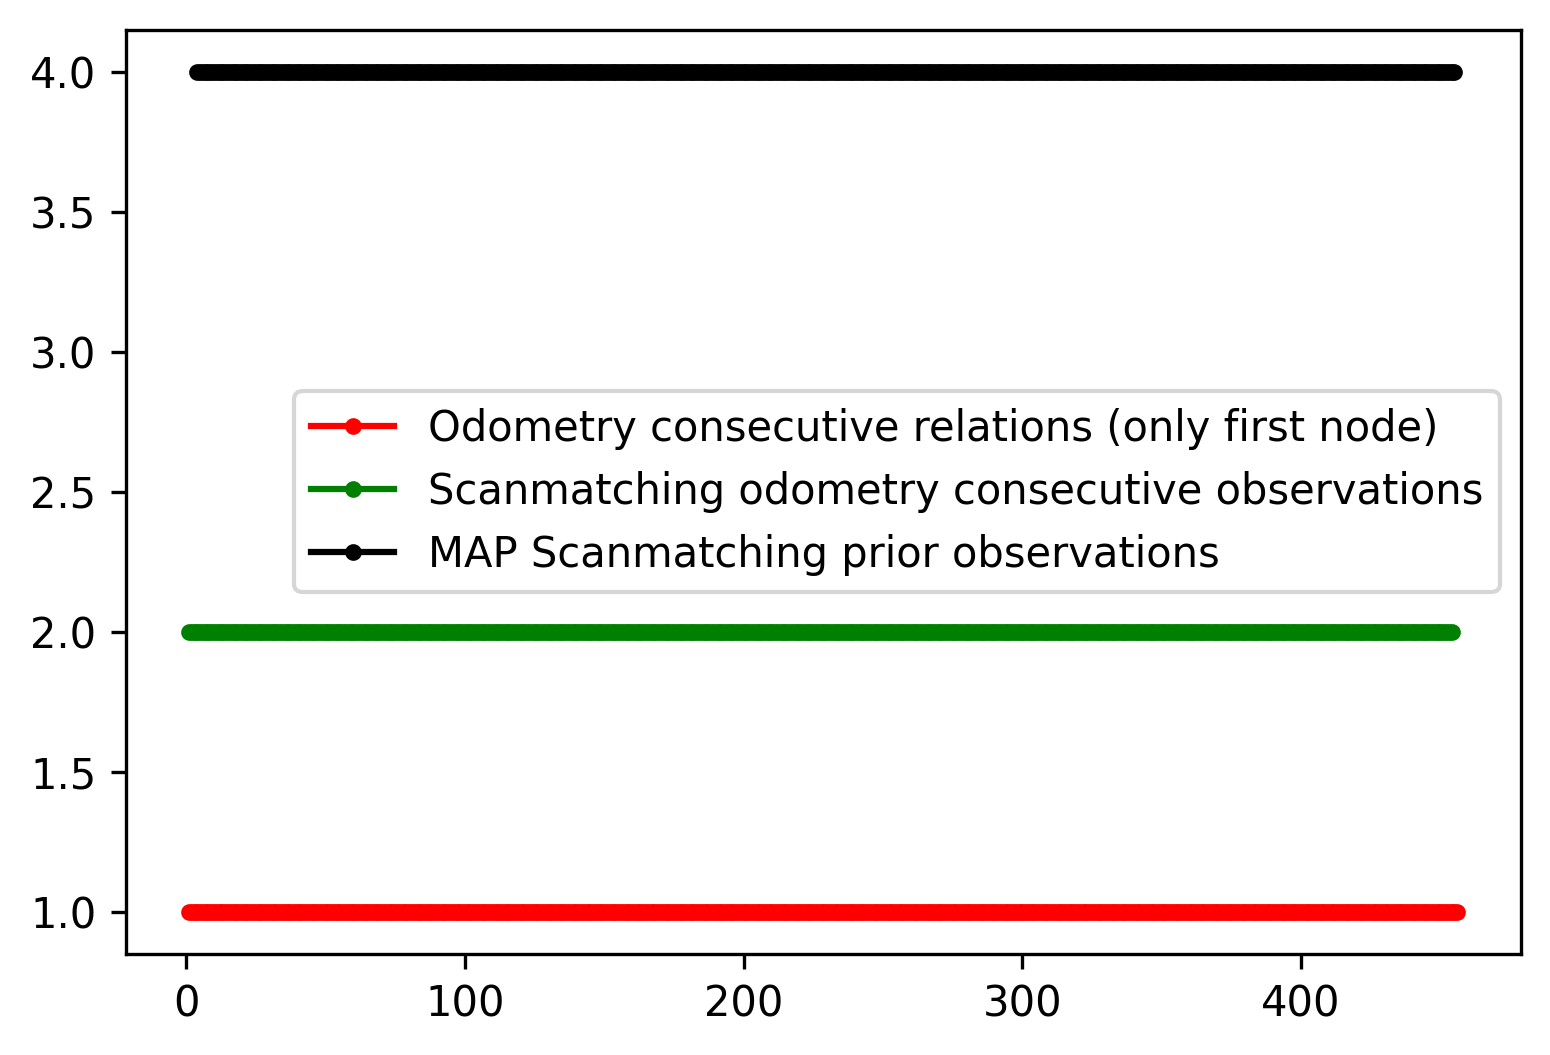 4.0
3.5
3.0
2.5
2.0
1.5
1.0
Odometry consecutive relations (only first node)
Scanmatching odometry consecutive observations
MAP Scanmatching prior observations
0 100 200 300 400